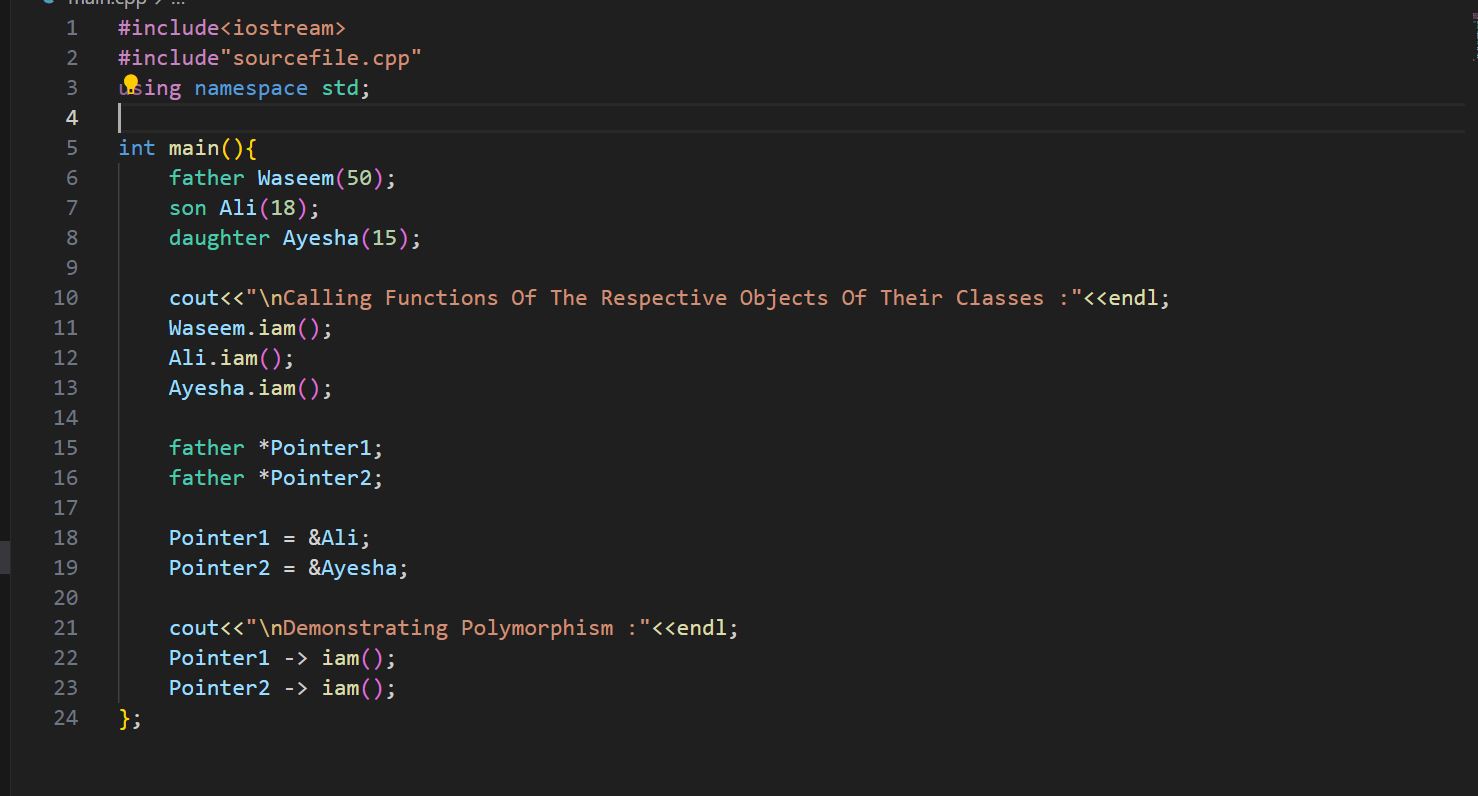 main.cpp > ...
1 #include<iostream>
2 #include"sourcefile.cpp"
3 using namespace std;
4
5 int main(){
6     father Waseem(50);
7     son Ali(18);
8     daughter Ayesha(15);
9
10     cout<<"\nCalling Functions Of The Respective Objects Of Their Classes :"<<endl;
11     Waseem.iam();
12     Ali.iam();
13     Ayesha.iam();
14
15     father *Pointer1;
16     father *Pointer2;
17
18     Pointer1 = &Ali;
19     Pointer2 = &Ayesha;
20
21     cout<<"\nDemonstrating Polymorphism :"<<endl;
22     Pointer1 -> iam();
23     Pointer2 -> iam();
24 };